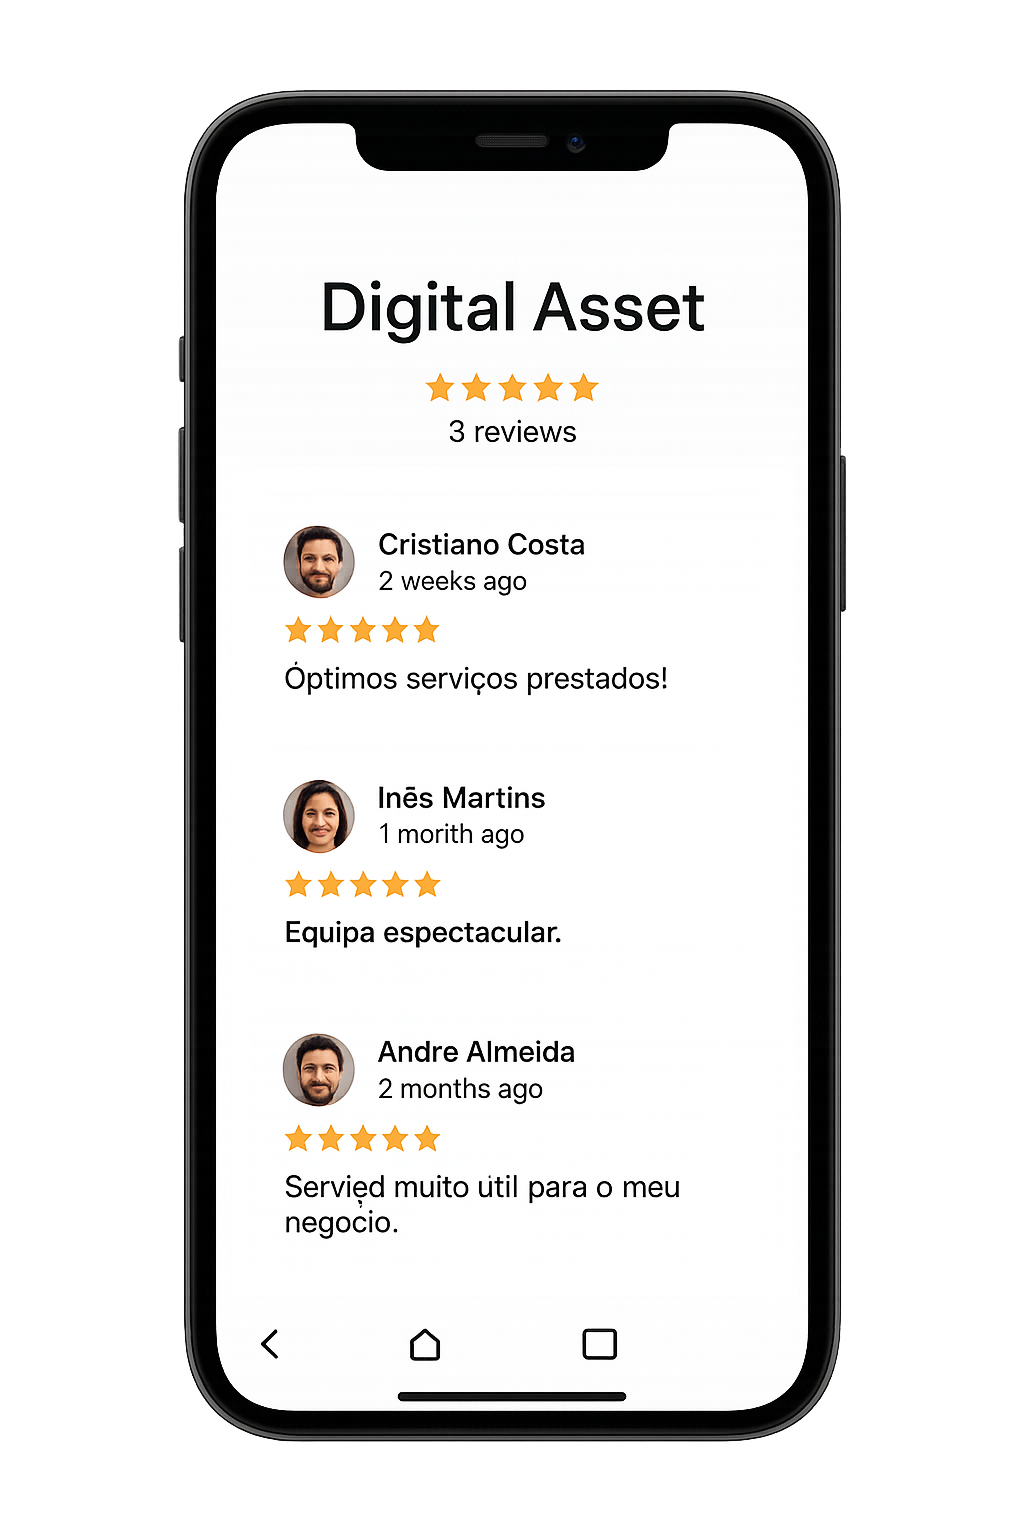 Digital Asset
3 reviews
Cristiano Costa
2 weeks ago
Óptimos serviços prestados!
Inēs Martins
1 morith ago
Equipa espectacular.
Andre Almeida
2 months ago
Servięd muito útil para o meu
negocio.